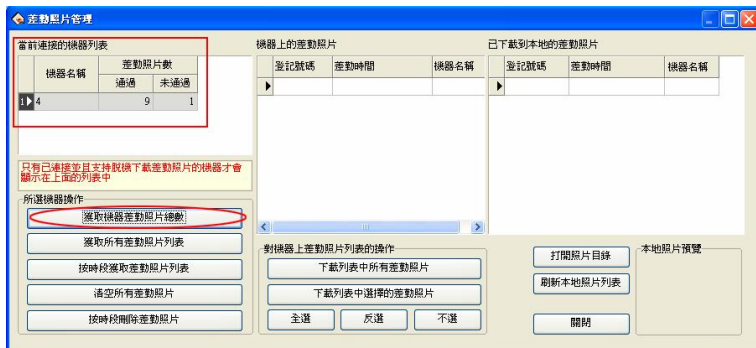 差勤照片管理
當前連接的機器列表
機器名稱 差勤照片數
通過 未通過
1 4 9 1
只有已連接並且支持脫機下載差勤照片的機器才會
顯示在上面的列表中
所選機器操作
獲取機器差勤照片總數
獲取所有差勤照片列表
按時段獲取差勤照片列表
清空所有差勤照片
按時段刪除差勤照片
機器上的差勤照片
登記號碼 差勤時間 機器名稱
對機器上差勤照片列表的操作
下載列表中所有差勤照片
下載列表中選擇的差勤照片
全選 反選 不選
已下載到本地的差勤照片
登記號碼 差勤時間 機器名稱
打開照片目錄
刷新本地照片列表
關閉
本地照片預覽